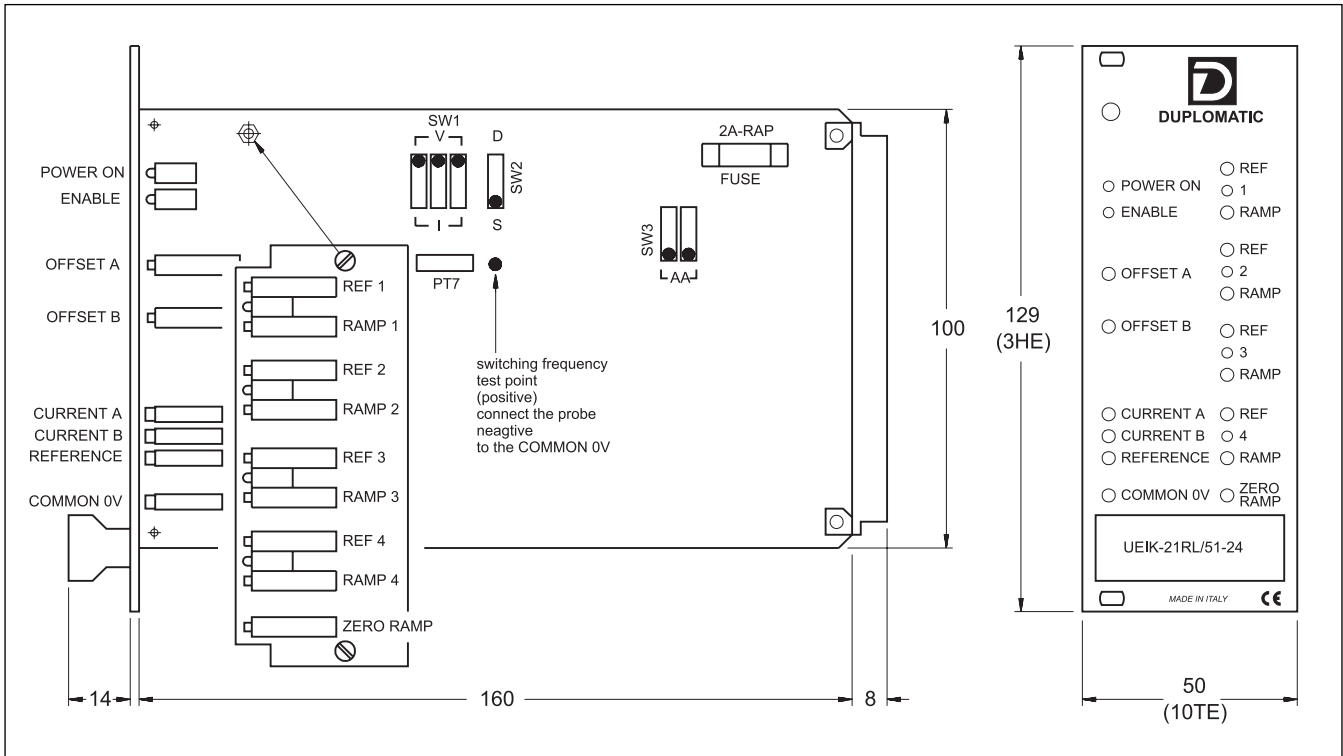 POWER ON
ENABLE
OFFSET A
OFFSET B
CURRENT A
CURRENT B
REFERENCE
COMMON 0V
SW1
V
I
D
SW2
S
PT7
2A-RAP
FUSE
SW3
AA
REF 1
RAMP 1
REF 2
RAMP 2
REF 3
RAMP 3
REF 4
RAMP 4
ZERO RAMP
switching frequency
test point
(positive)
connect the probe
neagtive
to the COMMON 0V
14
160
8
100
129
(3HE)
D
DUPLOMATIC
POWER ON
ENABLE
OFFSET A
OFFSET B
CURRENT A
CURRENT B
REFERENCE
COMMON 0V
REF
1
RAMP
REF
2
RAMP
REF
3
RAMP
REF
4
RAMP
ZERO
RAMP
UEIK-21RL/51-24
MADE IN ITALY CE
50
(10TE)